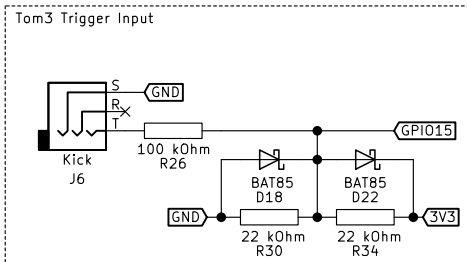 Tom3 Trigger Input
S
GND
R
T
GPIO15
Kick
J6
100 kOhm
R26
BAT85
D18
BAT85
D22
GND
3V3
22 kOhm
R30
22 kOhm
R34